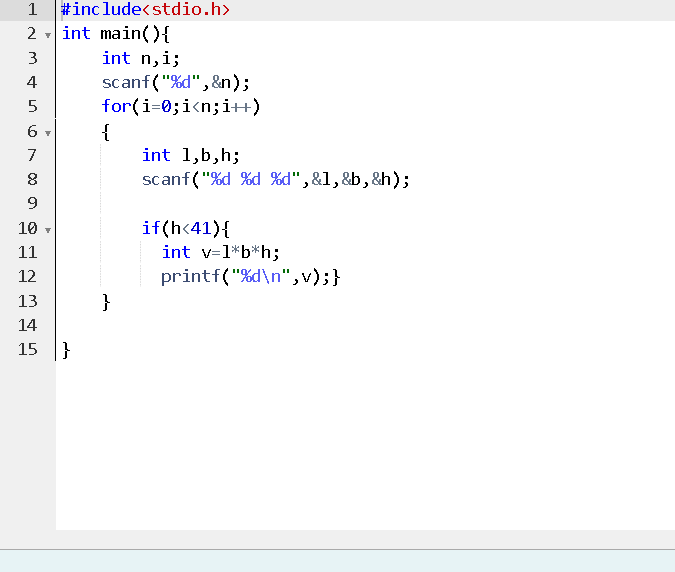 1 #include<stdio.h>
2 int main(){
3 int n,i;
4 scanf("%d",&n);
5 for(i=0;i<n;i++)
6 {
7 int l,b,h;
8 scanf("%d %d %d",&l,&b,&h);
9
10 if(h<41){
11 int v=l*b*h;
12 printf("%d\n",v);}
13 }
14
15 }